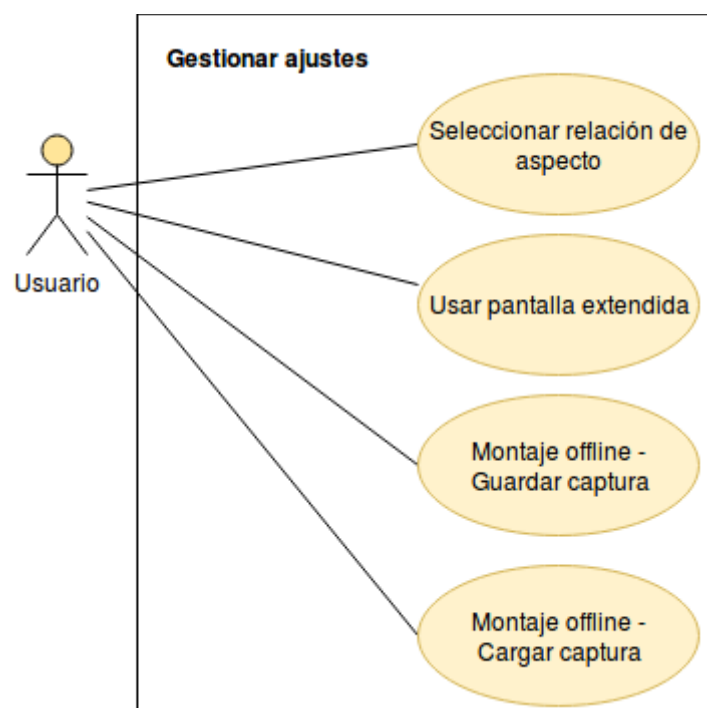 Gestionar ajustes
Usuario
Seleccionar relación de
aspecto
Usar pantalla extendida
Montaje offline -
Guardar captura
Montaje offline -
Cargar captura